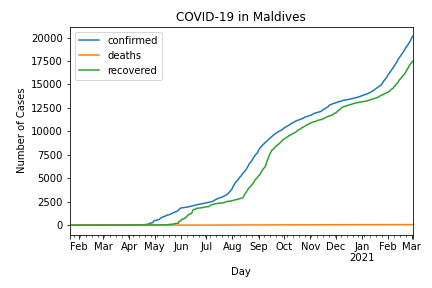 COVID-19 in Maldives
confirmed
deaths
recovered
Number of Cases
20000
17500
15000
12500
10000
7500
5000
2500
0
Feb Mar Apr May Jun Jul Aug Sep Oct Nov Dec Jan Feb Mar
2021
Day